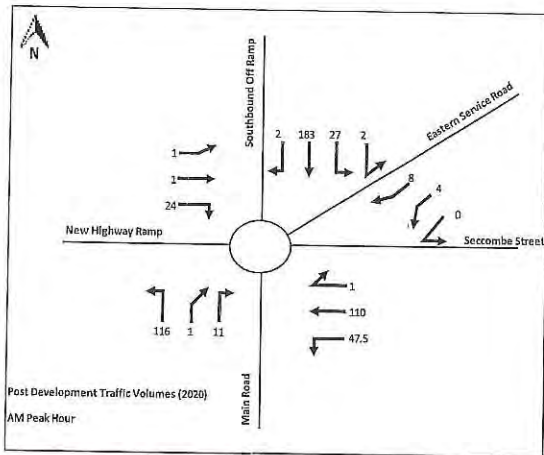 N
Southbound Off Ramp
Eastern Service Road
2 183 27 2
1
1
24
8
4
0
New Highway Ramp
Seccombe Street
1
110
47.5
116 1 11
Main Road
Post Development Traffic Volumes (2020)
AM Peak Hour